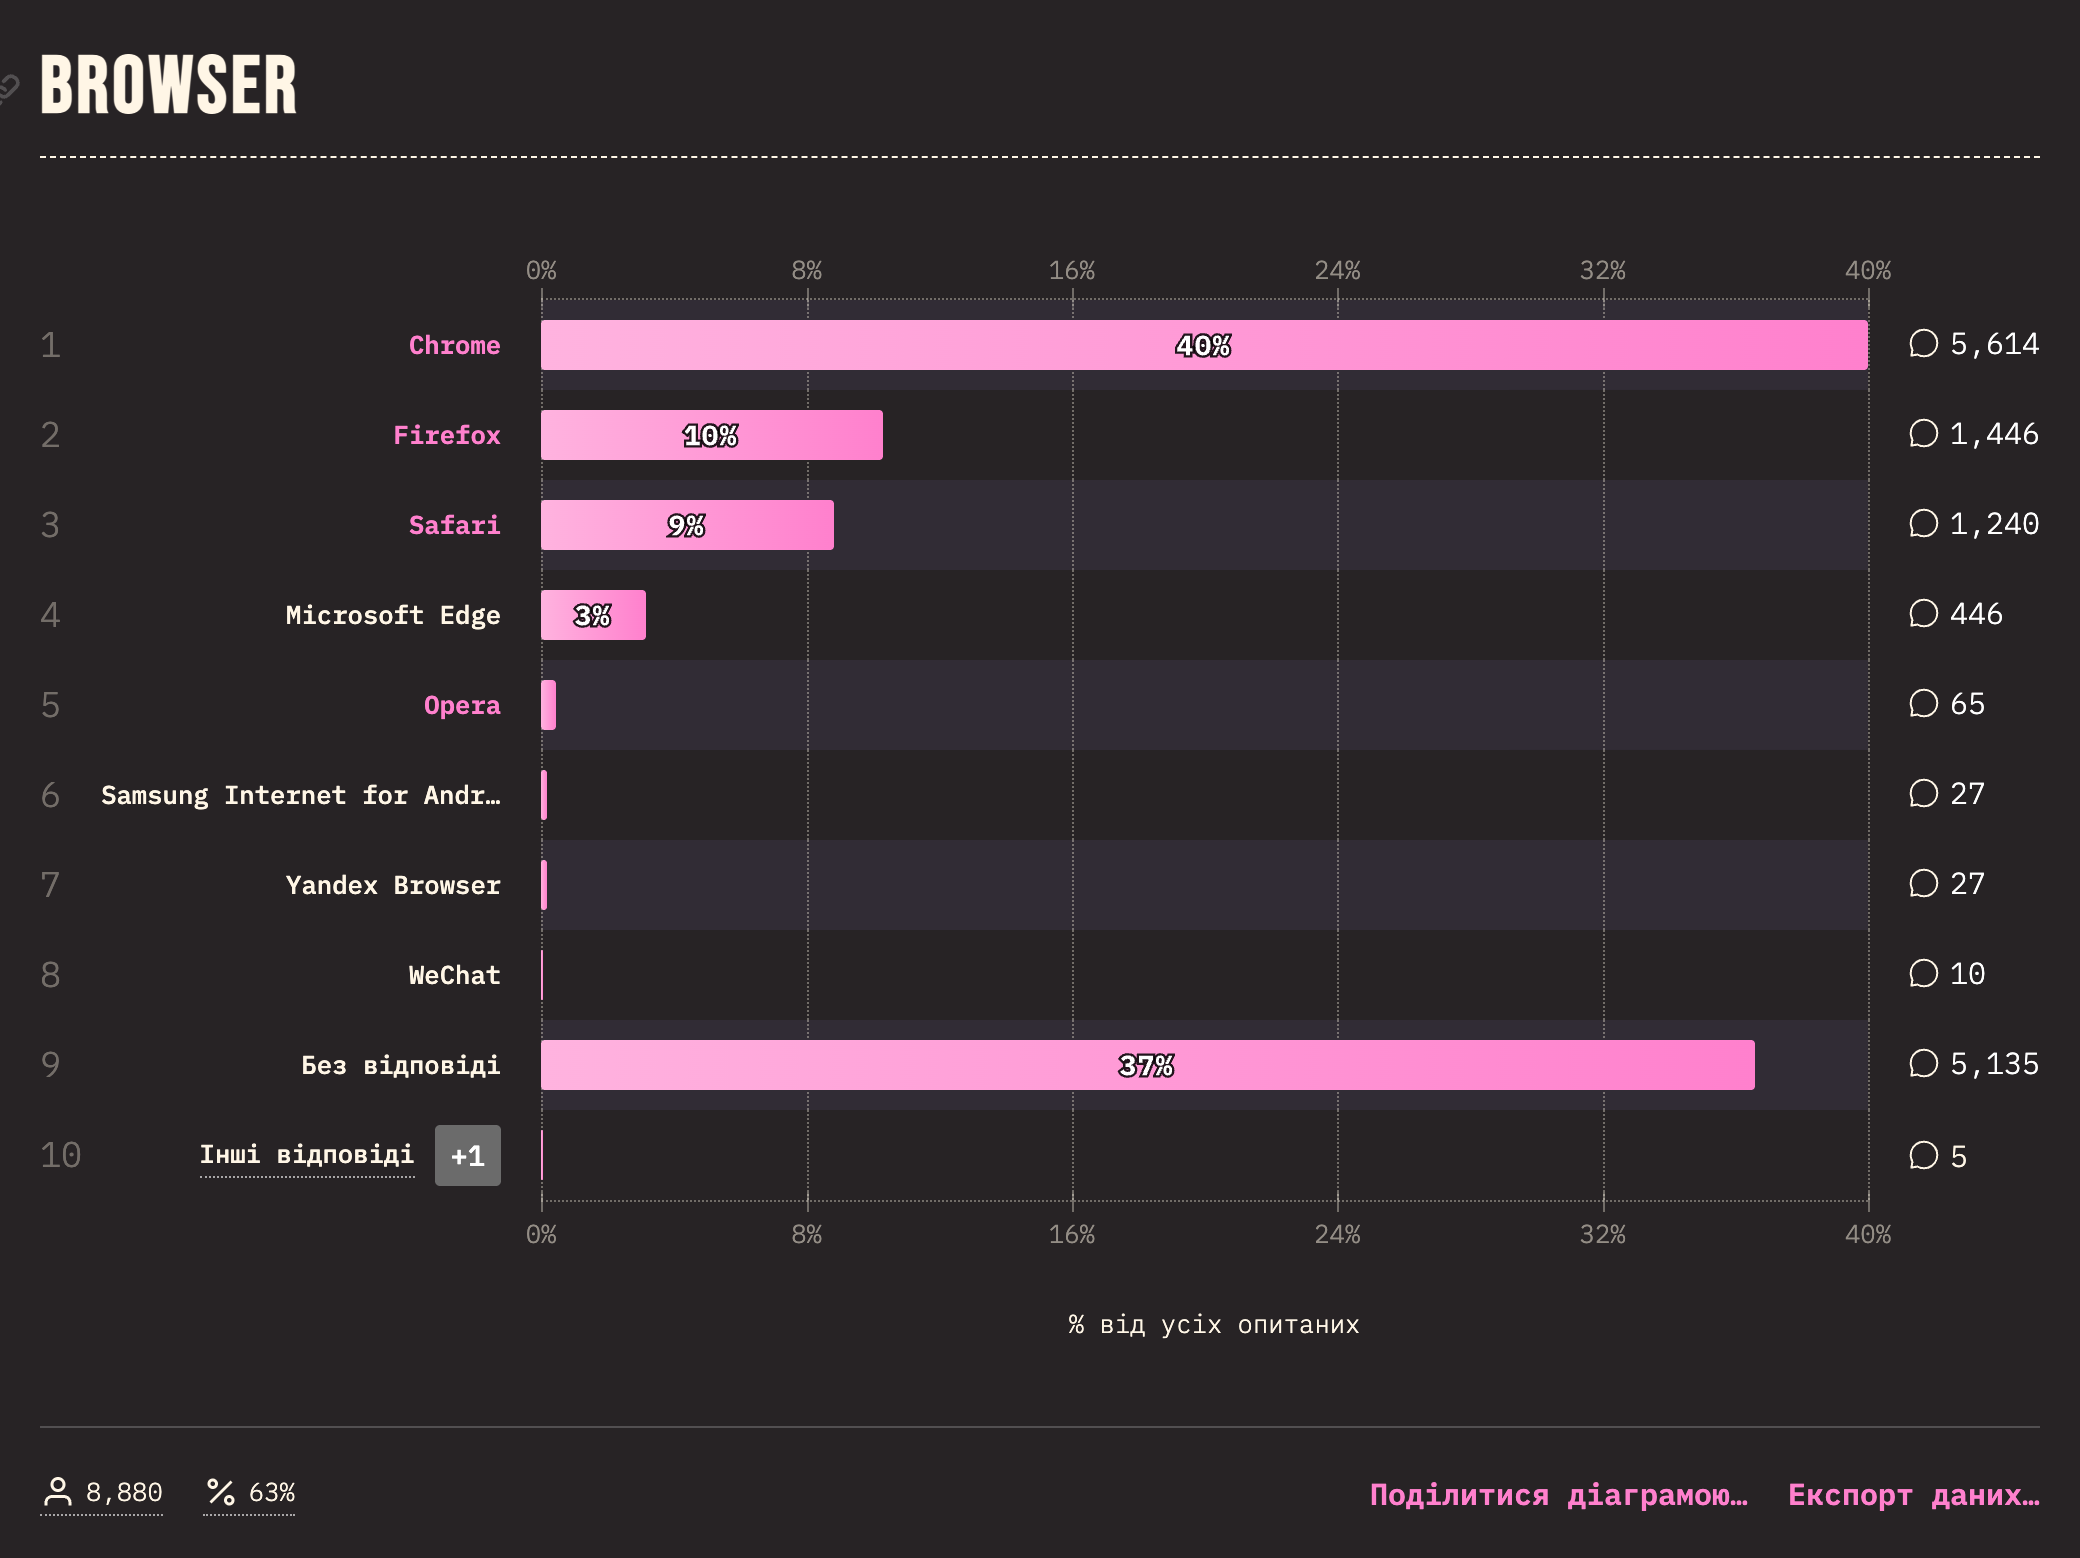 BROWSER
0% 8% 16% 24% 32% 40%
1 Chrome 40% 5,614
2 Firefox 10% 1,446
3 Safari 9% 1,240
4 Microsoft Edge 3% 446
5 Opera 65
6 Samsung Internet for Andr… 27
7 Yandex Browser 27
8 WeChat 10
9 Без відповіді 37% 5,135
10 Інші відповіді +1 5
0% 8% 16% 24% 32% 40%
% від усіх опитаних
8,880 % 63% Поділитися діаграмою… Експорт даних…